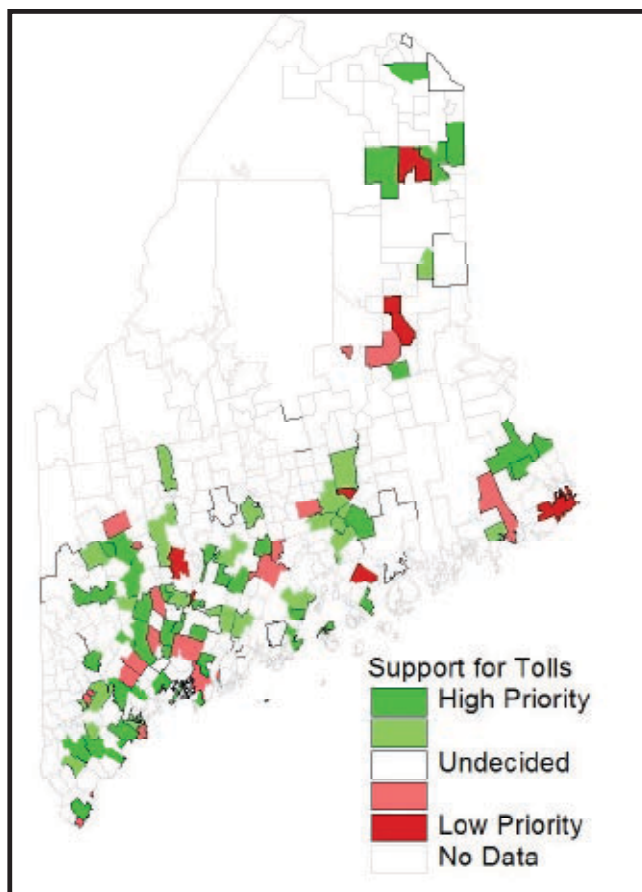 Support for Tolls
High Priority
Undecided
Low Priority
No Data